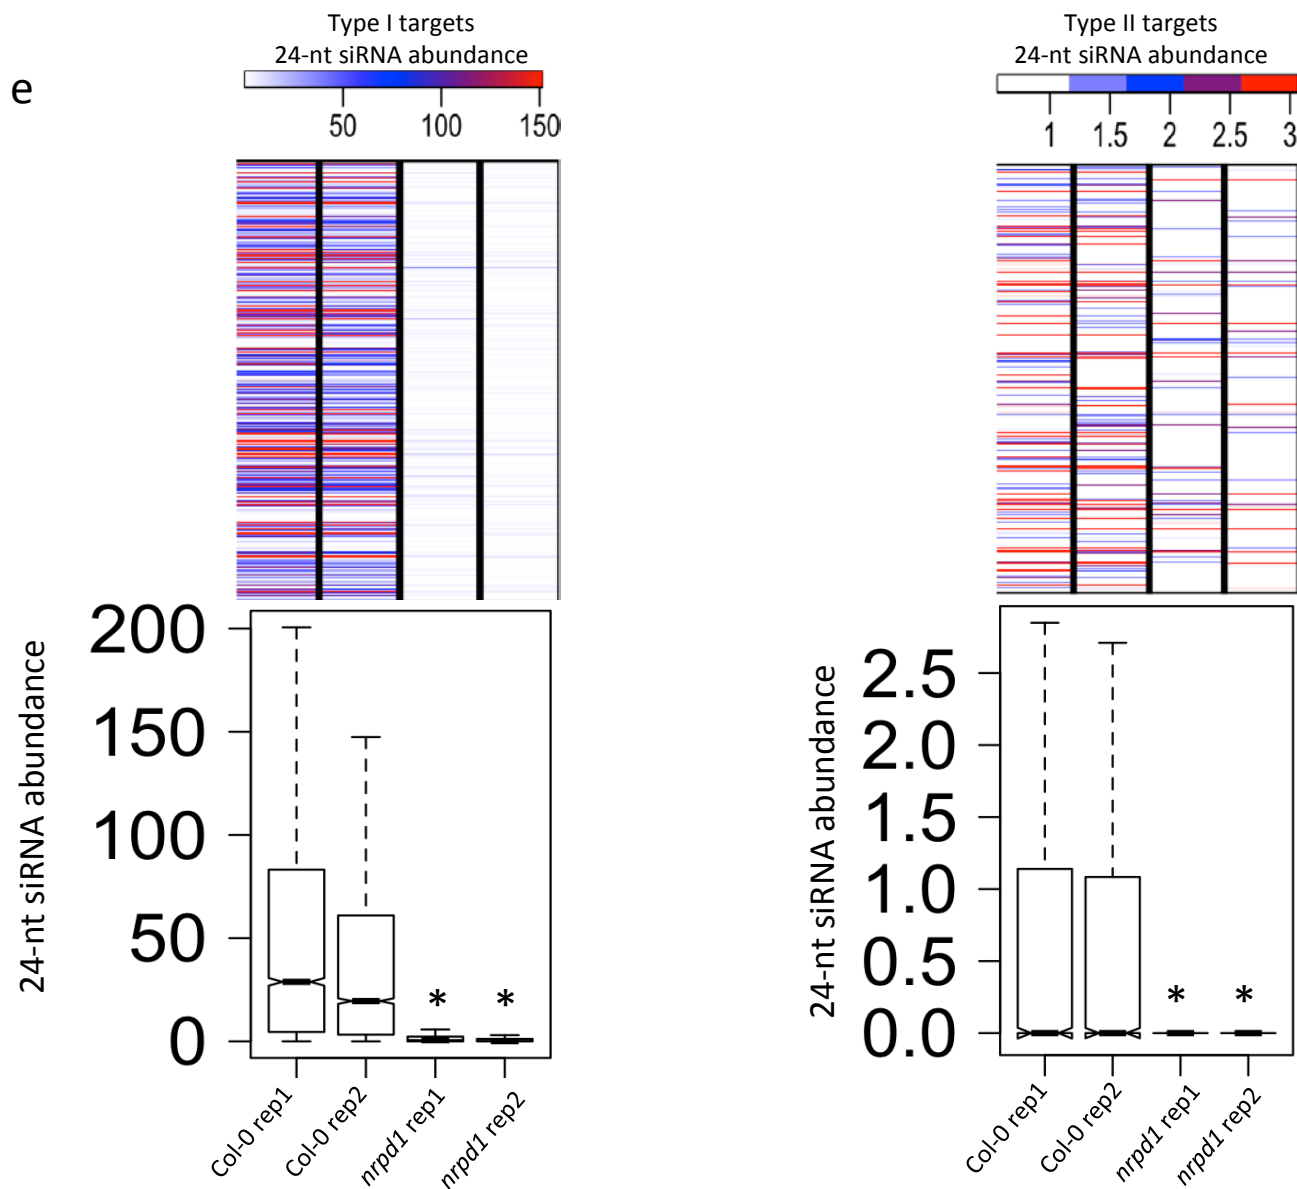 e
Type I targets
24-nt siRNA abundance
50 100 150
Type II targets
24-nt siRNA abundance
1 1.5 2 2.5 3
24-nt siRNA abundance
200
150
100
50
0
* *
Col-0 rep1
Col-0 rep2
nrpd1 rep1
nrpd1 rep2
24-nt siRNA abundance
2.5
2.0
1.5
1.0
0.5
0.0
* *
Col-0 rep1
Col-0 rep2
nrpd1 rep1
nrpd1 rep2